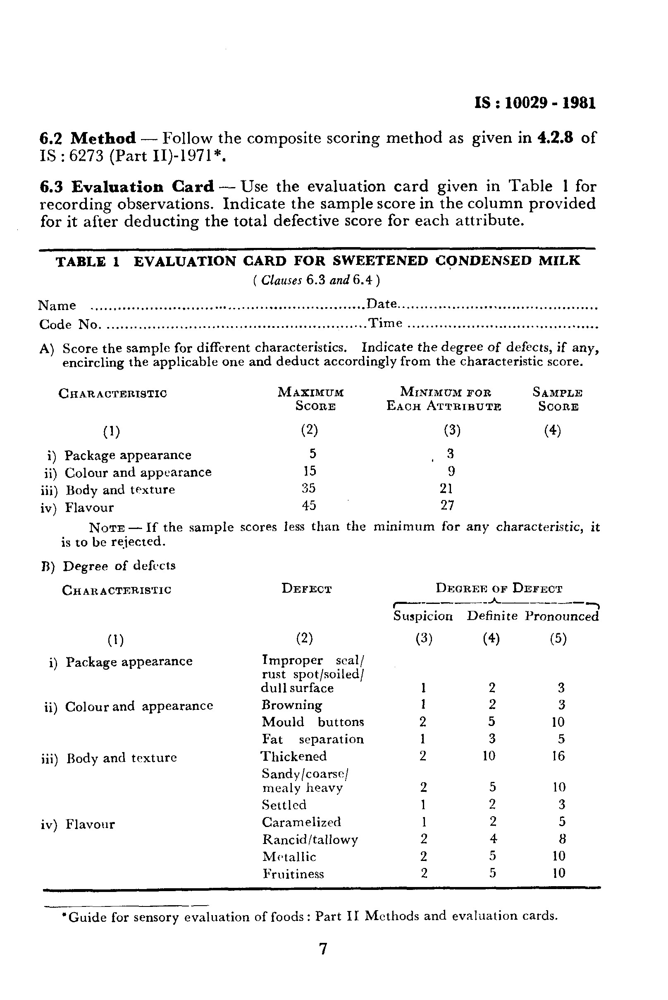 IS : 10029 - 1981
6.2 Method — Follow the composite scoring method as given in 4.2.8 of
IS : 6273 (Part II)-1971*.
6.3 Evaluation Card — Use the evaluation card given in Table 1 for
recording observations. Indicate the sample score in the column provided
for it after deducting the total defective score for each attribute.
TABLE 1 EVALUATION CARD FOR SWEETENED CONDENSED MILK
( Clauses 6.3 and 6.4 )
Name ............................................................Date............................................
Code No. ...........................................................Time ..........................................
A) Score the sample for different characteristics. Indicate the degree of defects, if any,
encircling the applicable one and deduct accordingly from the characteristic score.
CHARACTERISTIC MAXIMUM MINIMUM FOR SAMPLE
SCORE EACH ATTRIBUTE SCORE
(1) (2) (3) (4)
i) Package appearance 5 3
ii) Colour and appearance 15 9
iii) Body and texture 35 21
iv) Flavour 45 27
NOTE — If the sample scores less than the minimum for any characteristic, it
is to be rejected.
B) Degree of defects
CHARACTERISTIC DEFECT DEGREE OF DEFECT
Suspicion Definite Pronounced
(1) (2) (3) (4) (5)
i) Package appearance Improper seal/
rust spot/soiled/
dull surface 1 2 3
ii) Colour and appearance Browning 1 2 3
Mould buttons 2 5 10
Fat separation 1 3 5
iii) Body and texture Thickened 2 10 16
Sandy/coarse/
mealy heavy 2 5 10
Settled 1 2 3
iv) Flavour Caramelized 1 2 5
Rancid/tallowy 2 4 8
Metallic 2 5 10
Fruitiness 2 5 10
*Guide for sensory evaluation of foods : Part II Methods and evaluation cards.
7